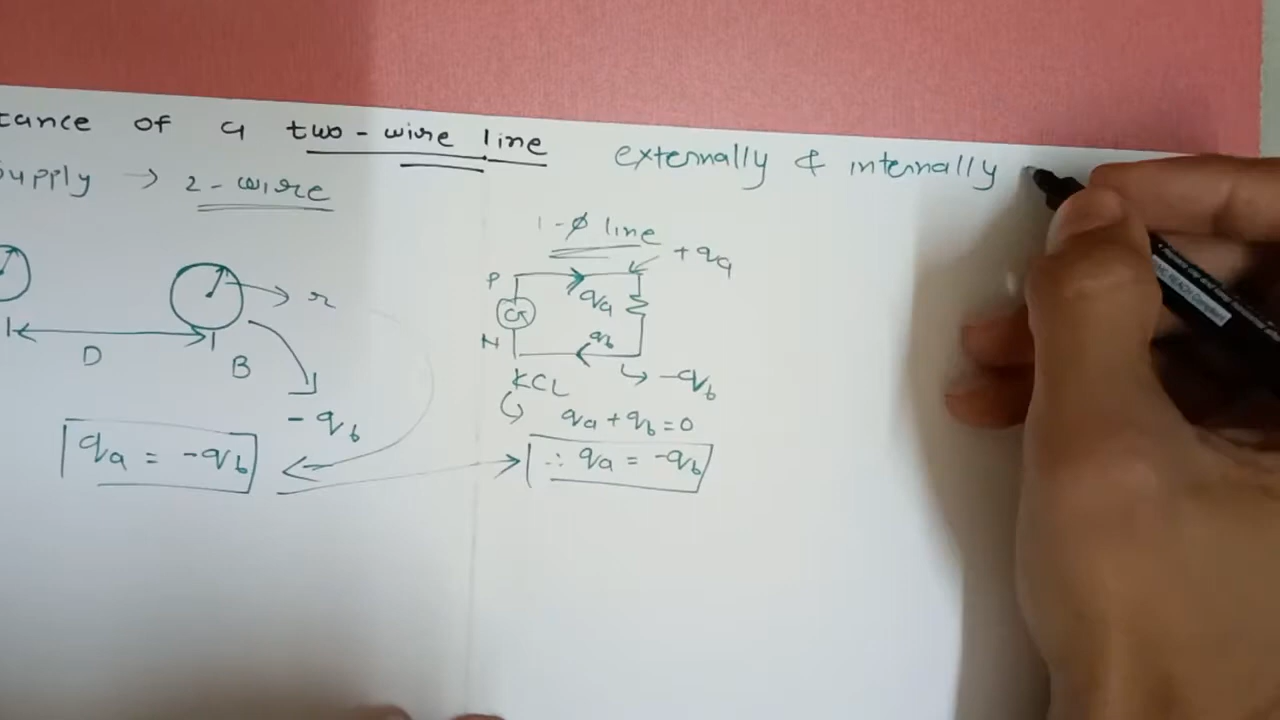 tance of a two-wire line
externally & internally
Supply → 2-wire
1-φ line
+qa
P
qa
r
G
N
qb
D
B
KCL
-qb
-qb
qa + qb = 0
qa = -qb
∴ qa = -qb